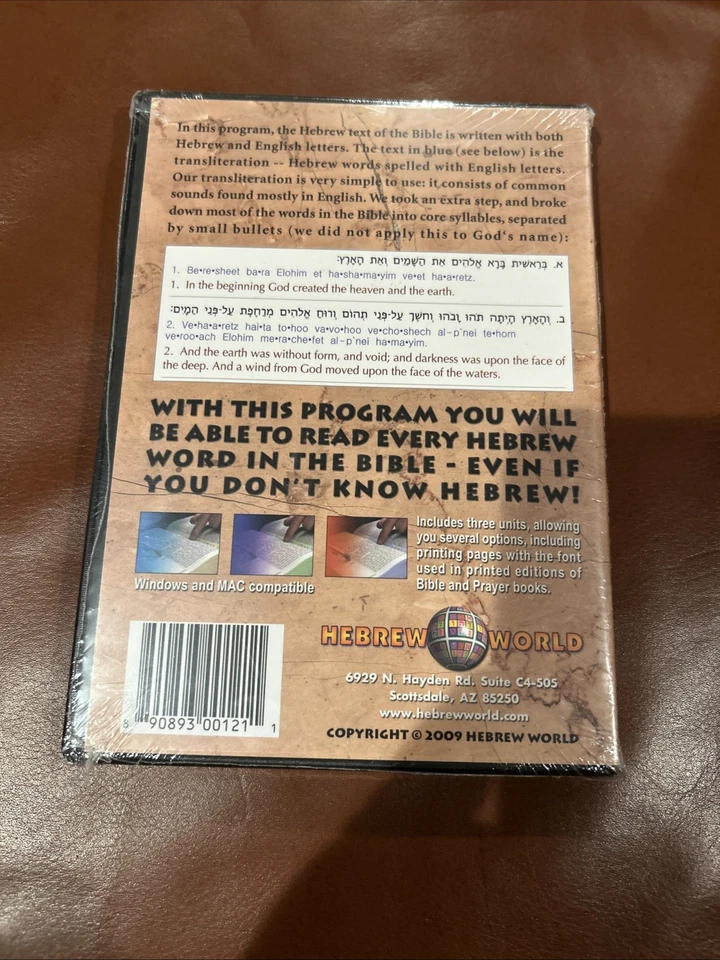 In this program, the Hebrew text of the Bible is written with both
Hebrew and English letters. The text in blue (see below) is the
transliteration -- Hebrew words spelled with English letters.
Our transliteration is very simple to use: it consists of common
sounds found mostly in English. We took an extra step, and broke
down most of the words in the Bible into core syllables, separated
by small bullets (we did not apply this to God's name):
א. בְּרֵאשִׁית בָּרָא אֱלֹהִים אֵת הַשָּׁמַיִם וְאֵת הָאָרֶץ:
1. Be•re•sheet ba•ra Elohim et ha•sha•ma•yim ve•et ha•a•retz.
1. In the beginning God created the heaven and the earth.
ב. וְהָאָרֶץ הָיְתָה תֹהוּ וָבֹהוּ וְחֹשֶׁךְ עַל-פְּנֵי תְהוֹם וְרוּחַ אֱלֹהִים מְרַחֶפֶת עַל-פְּנֵי הַמָּיִם:
2. Ve•ha•a•retz hai•ta to•hoo va•vo•hoo ve•cho•shech al-p`nei te•hom
ve•roo•ach Elohim me•ra•che•fet al-p`nei ha•ma•yim.
2. And the earth was without form, and void; and darkness was upon the face of
the deep. And a wind from God moved upon the face of the waters.
WITH THIS PROGRAM YOU WILL
BE ABLE TO READ EVERY HEBREW
WORD IN THE BIBLE - EVEN IF
YOU DON'T KNOW HEBREW!
Includes three units, allowing
you several options, including
printing pages with the font
used in printed editions of
Bible and Prayer books.
Windows and MAC compatible
HEBREW WORLD
6929 N. Hayden Rd. Suite C4-505
Scottsdale, AZ 85250
www.hebrewworld.com
COPYRIGHT © 2009 HEBREW WORLD
8 90893 00121 1